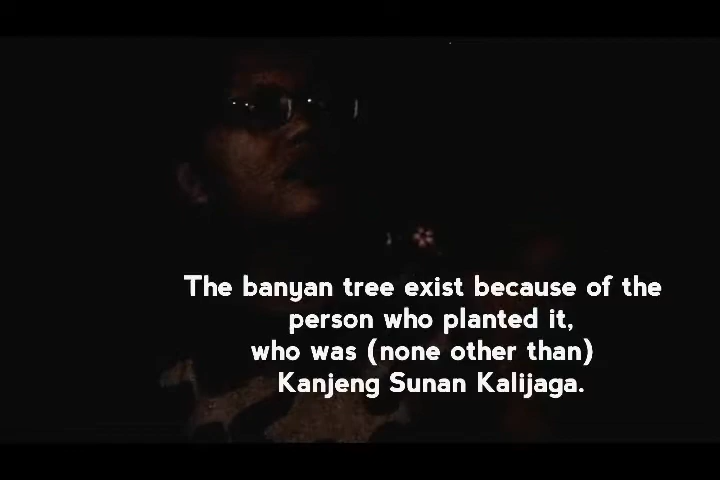 The banyan tree exist because of the
person who planted it,
who was (none other than)
Kanjeng Sunan Kalijaga.